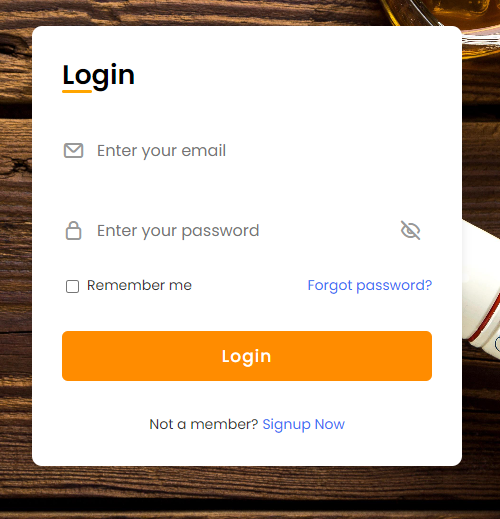 Login
Enter your email
Enter your password
Remember me Forgot password?
Login
Not a member? Signup Now